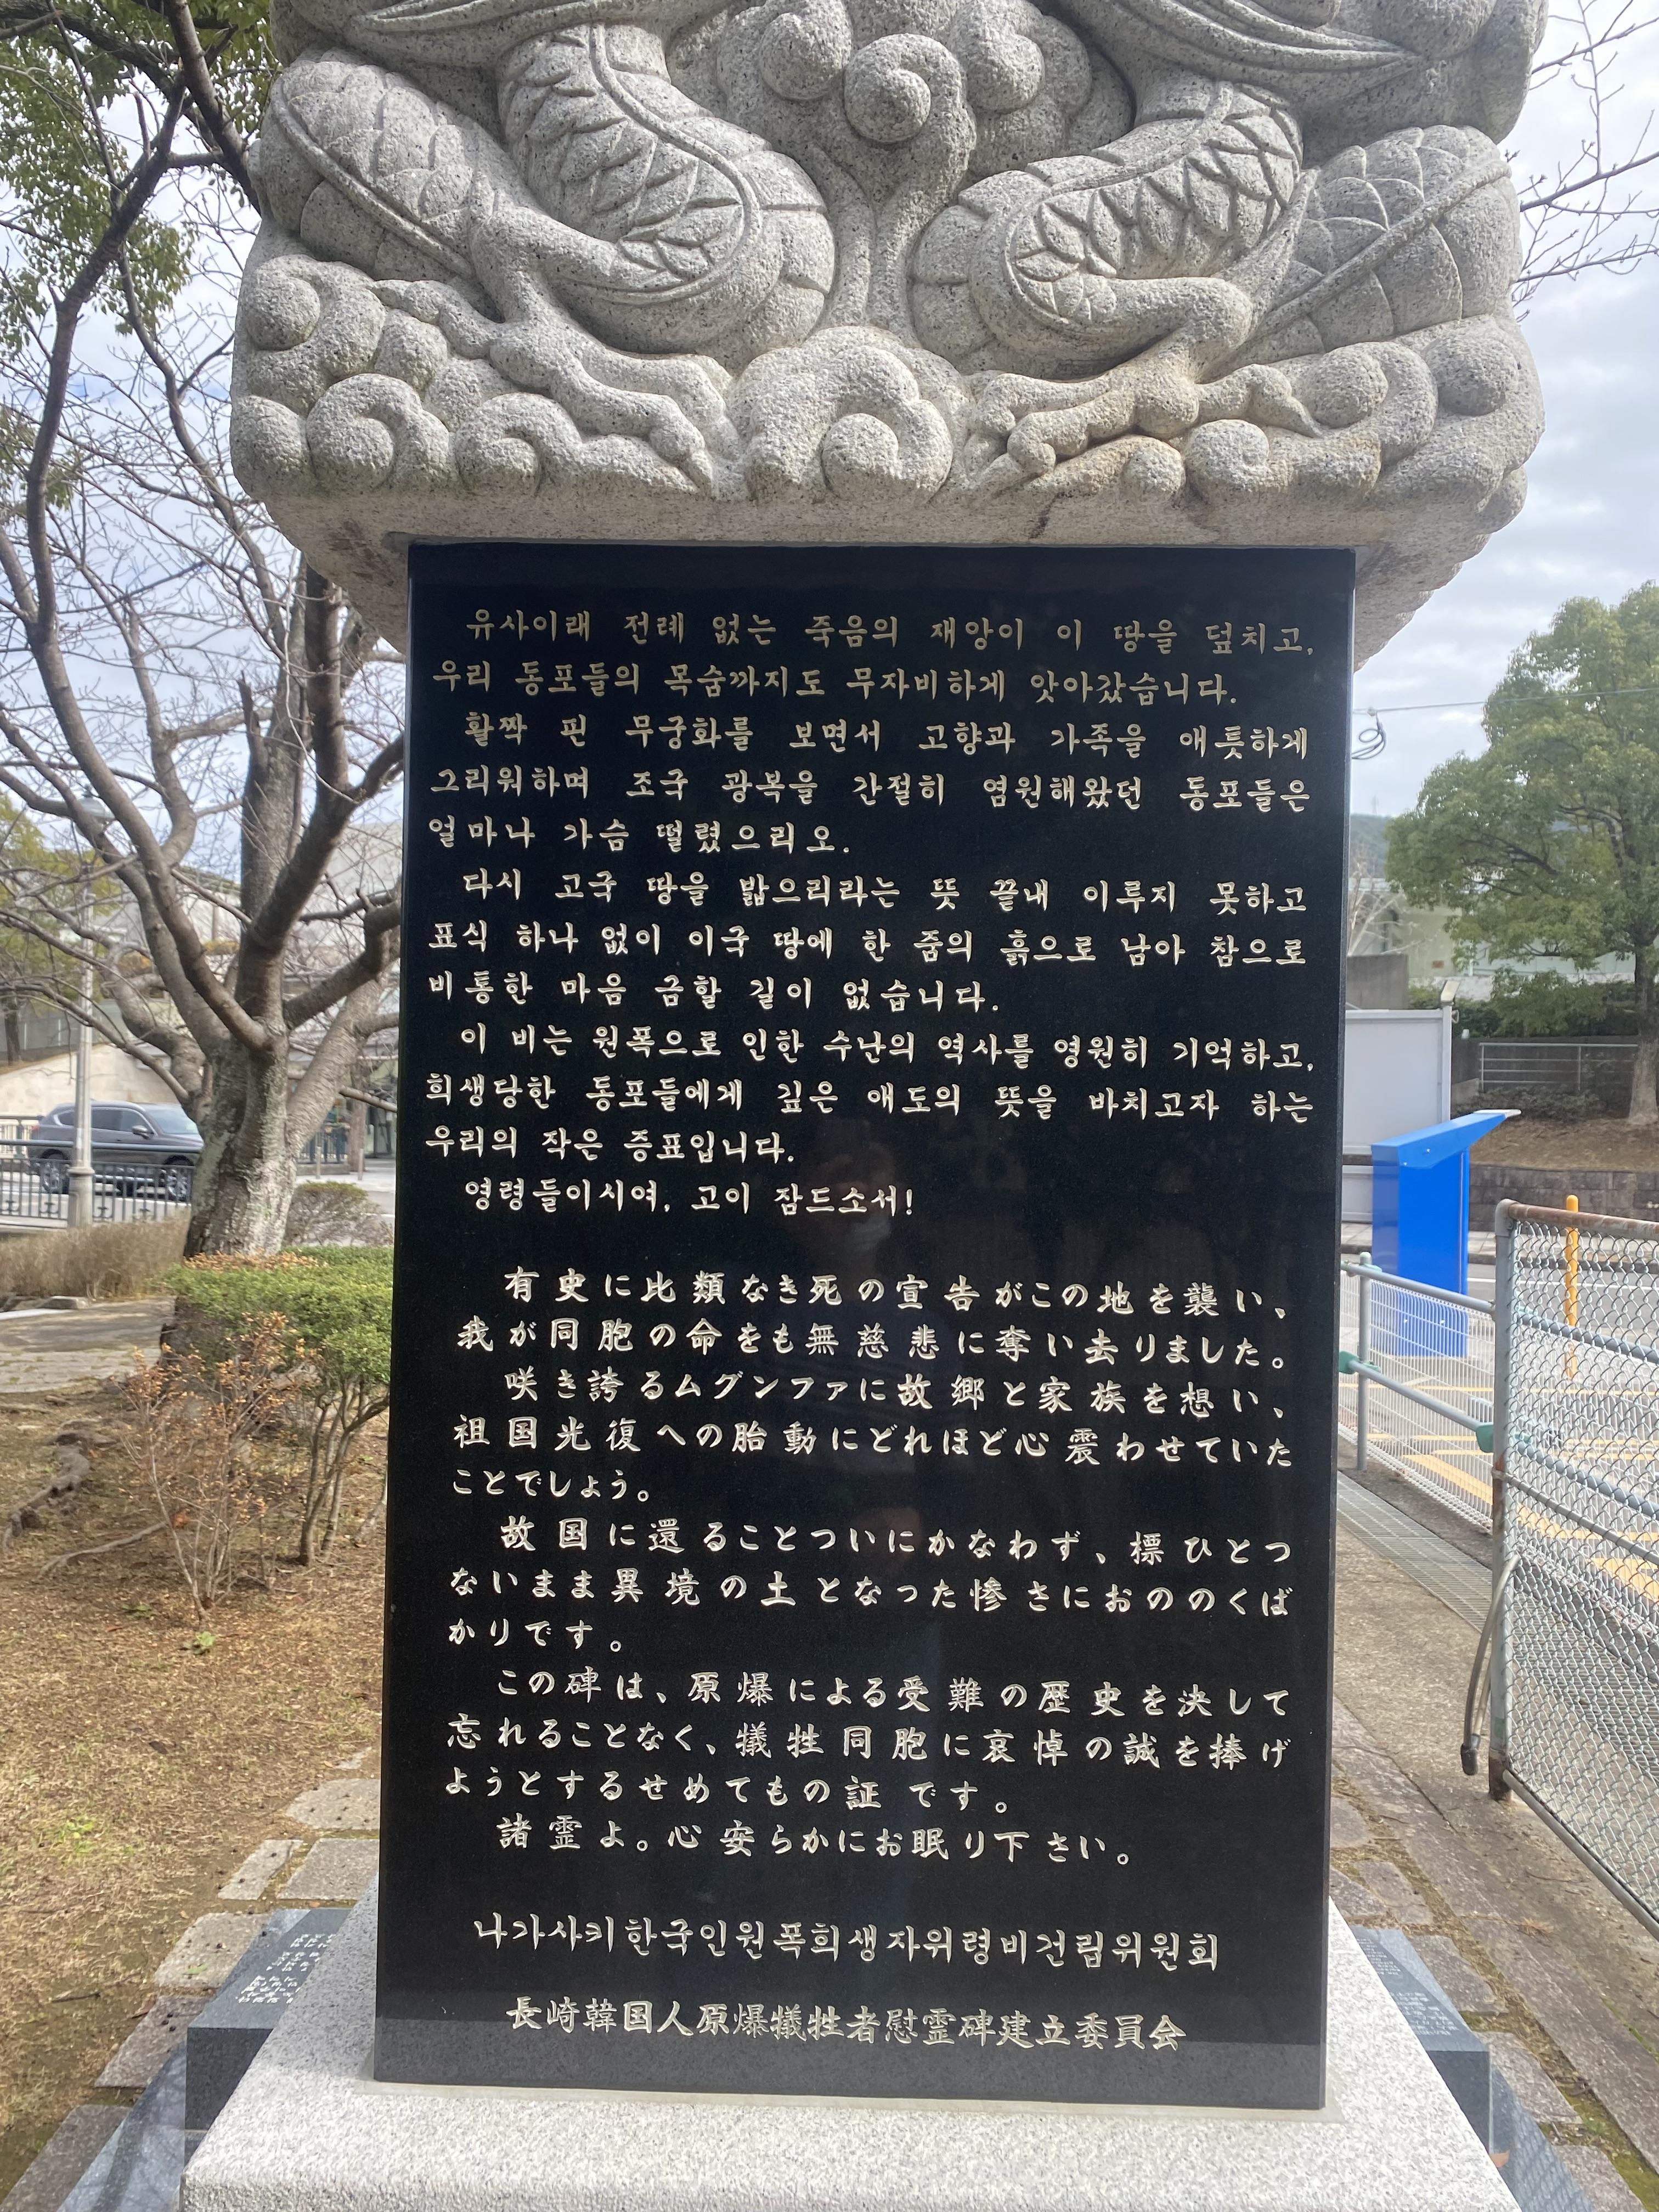 유사이래 전례 없는 죽음의 재앙이 이 땅을 덮치고,
우리 동포들의 목숨까지도 무자비하게 앗아갔습니다.
활짝 핀 무궁화를 보면서 고향과 가족을 애틋하게
그리워하며 조국 광복을 간절히 염원해왔던 동포들은
얼마나 가슴 떨렸으리오.
다시 고국 땅을 밟으리라는 뜻 끝내 이루지 못하고
표식 하나 없이 이국 땅에 한 줌의 흙으로 남아 참으로
비통한 마음 금할 길이 없습니다.
이 비는 원폭으로 인한 수난의 역사를 영원히 기억하고,
희생당한 동포들에게 깊은 애도의 뜻을 바치고자 하는
우리의 작은 증표입니다.
영령들이시여, 고이 잠드소서!
有史に比類なき死の宣告がこの地を襲い、
我が同胞の命をも無慈悲に奪い去りました。
咲き誇るムグンファに故郷と家族を想い、
祖国光復への胎動にどれほど心震わせていた
ことでしょう。
故国に還ることついにかなわず、標ひとつ
ないまま異境の土となった惨さにおののくば
かりです。
この碑は、原爆による受難の歴史を決して
忘れることなく、犠牲同胞に哀悼の誠を捧げ
ようとするせめてもの証です。
諸霊よ。心安らかにお眠り下さい。
나가사키한국인원폭희생자위령비건립위원회
長崎韓国人原爆犠牲者慰霊碑建立委員会